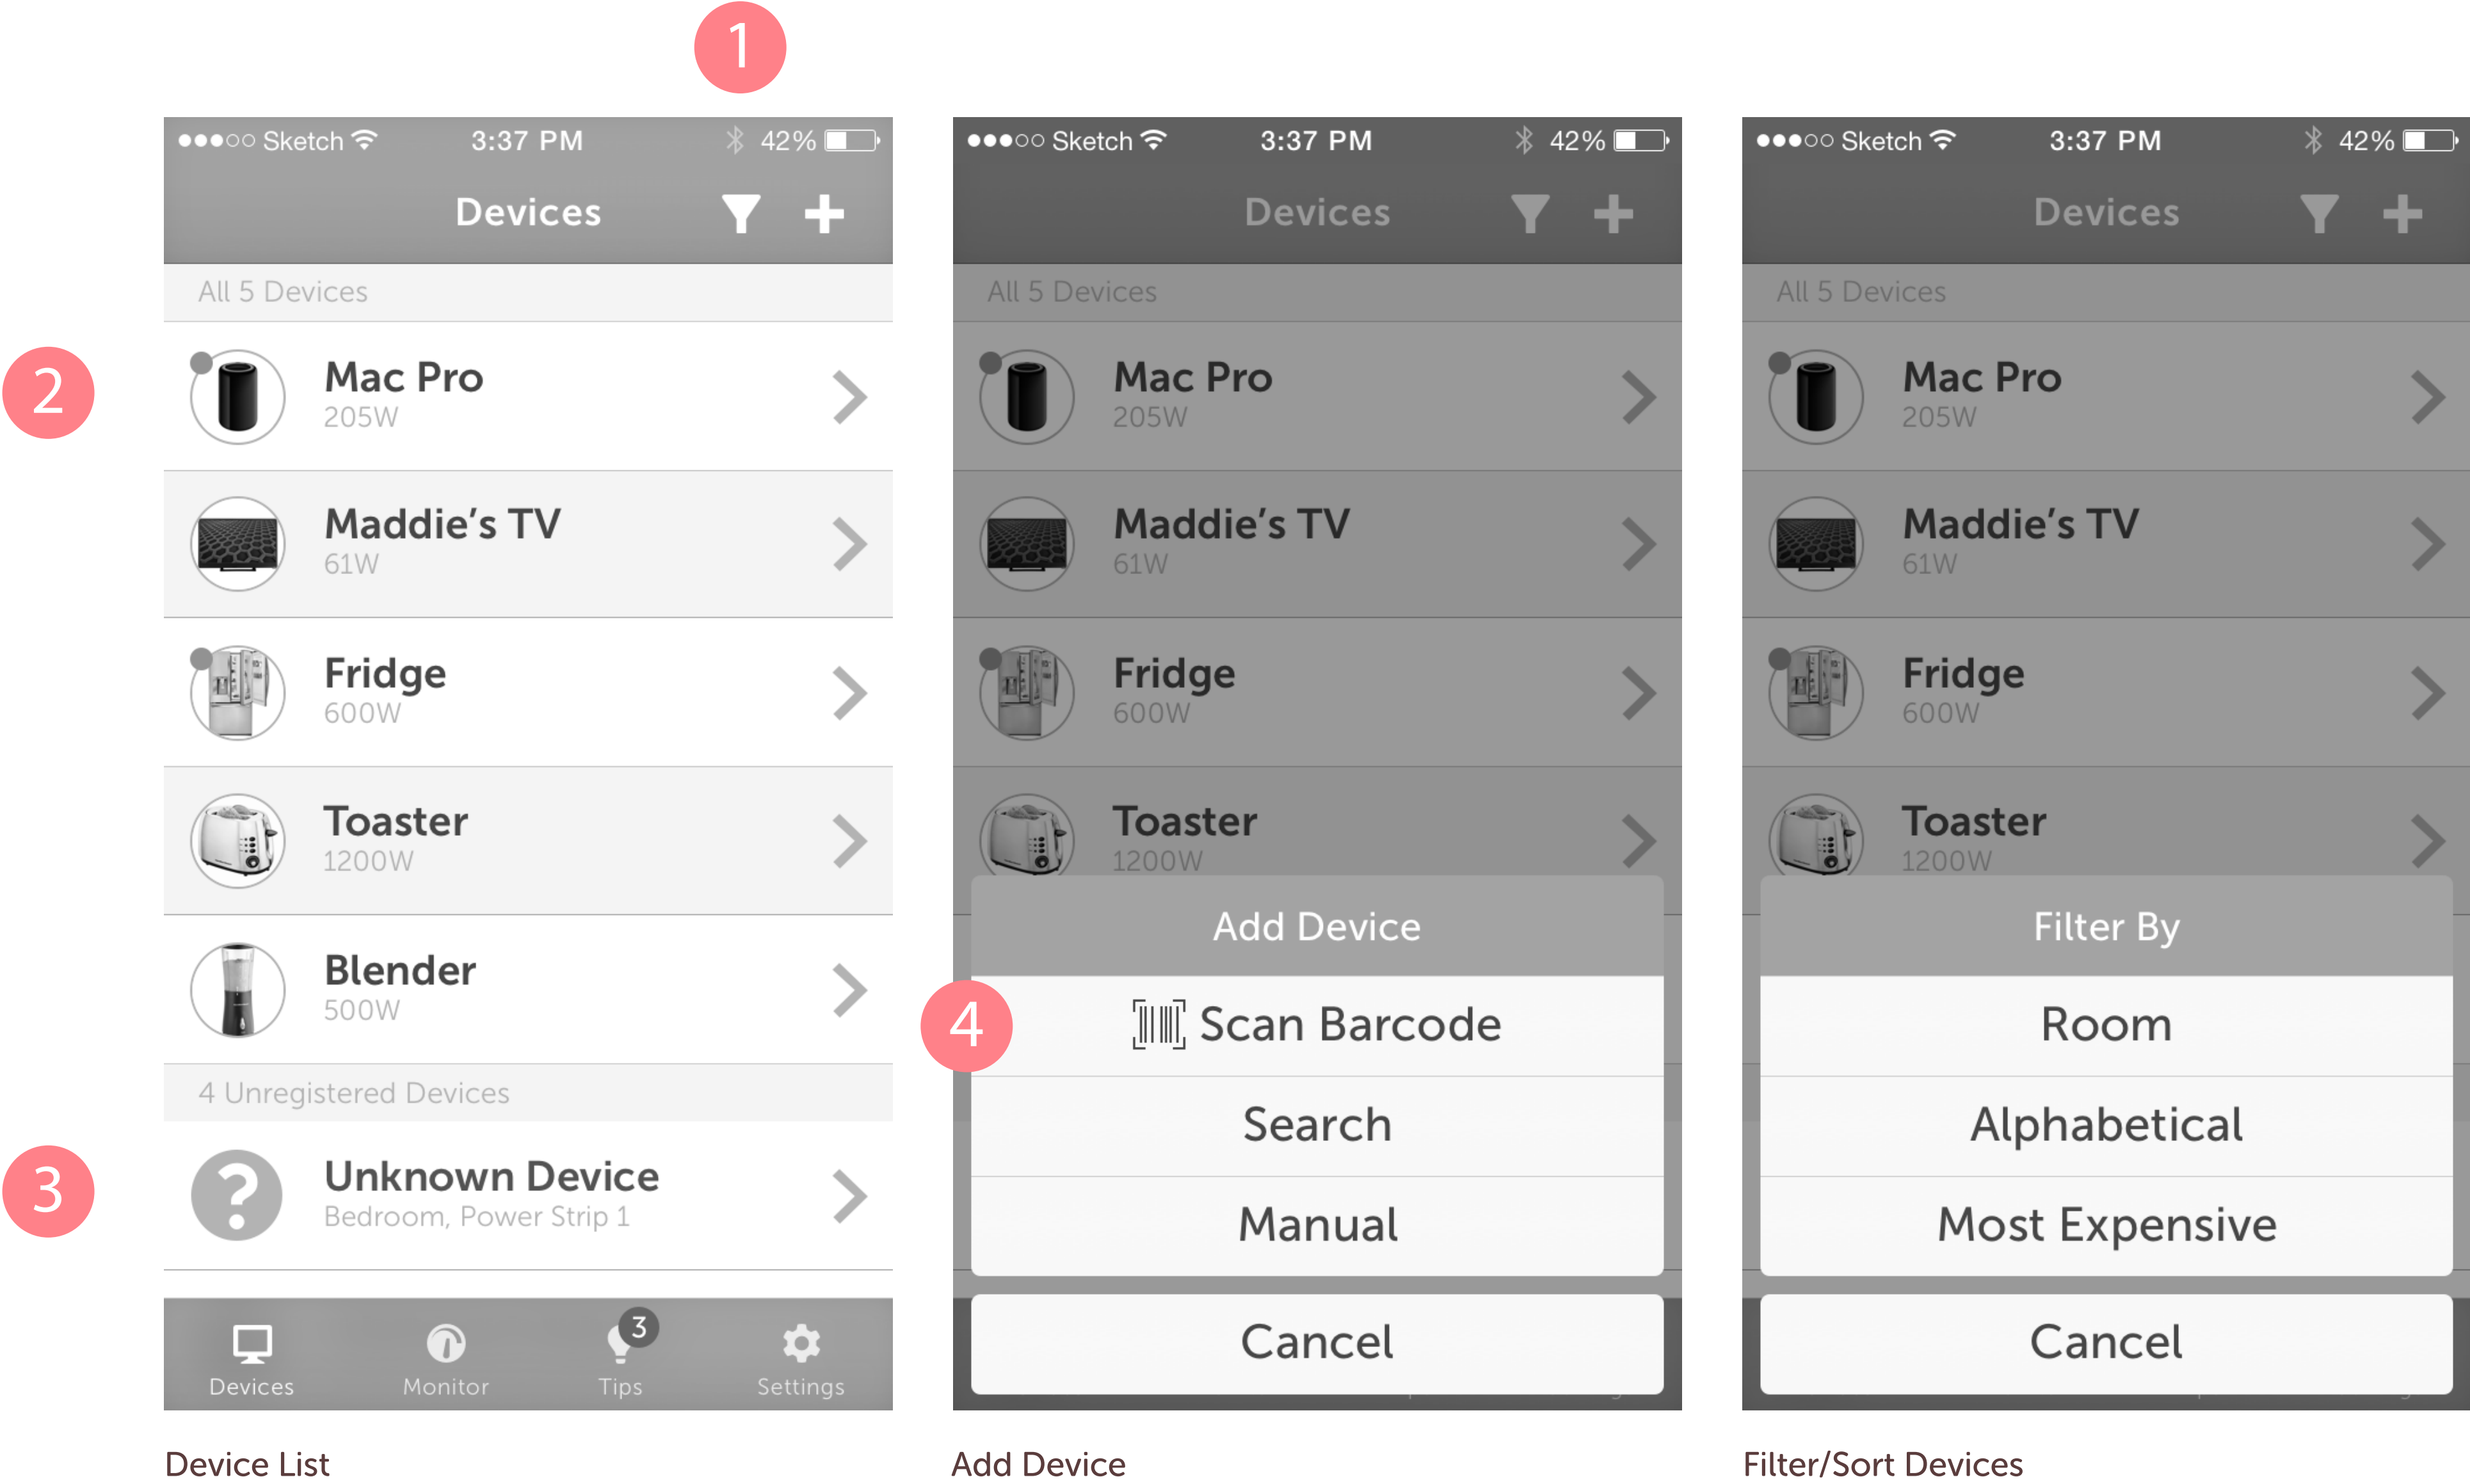 1
Sketch 3:37 PM 42%
Devices
All 5 Devices
2
Mac Pro
205W
Maddie's TV
61W
Fridge
600W
Toaster
1200W
Blender
500W
4 Unregistered Devices
3
?
Unknown Device
Bedroom, Power Strip 1
3
Devices Monitor Tips Settings
Device List
Sketch 3:37 PM 42%
Devices
All 5 Devices
Mac Pro
205W
Maddie's TV
61W
Fridge
600W
Toaster
1200W
Add Device
4
Scan Barcode
Search
Manual
Cancel
Add Device
Sketch 3:37 PM 42%
Devices
All 5 Devices
Mac Pro
205W
Maddie's TV
61W
Fridge
600W
Toaster
1200W
Filter By
Room
Alphabetical
Most Expensive
Cancel
Filter/Sort Devices